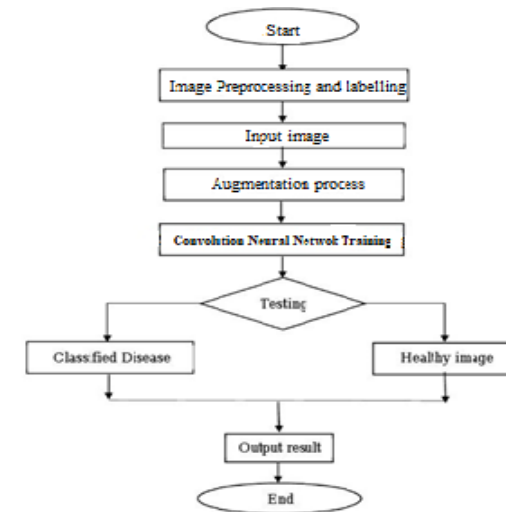 Start
Image Preprocessing and labelling
Input image
Augmentation process
Convolution Neural Netwok Training
Testing
Classified Disease
Healthy image
Output result
End